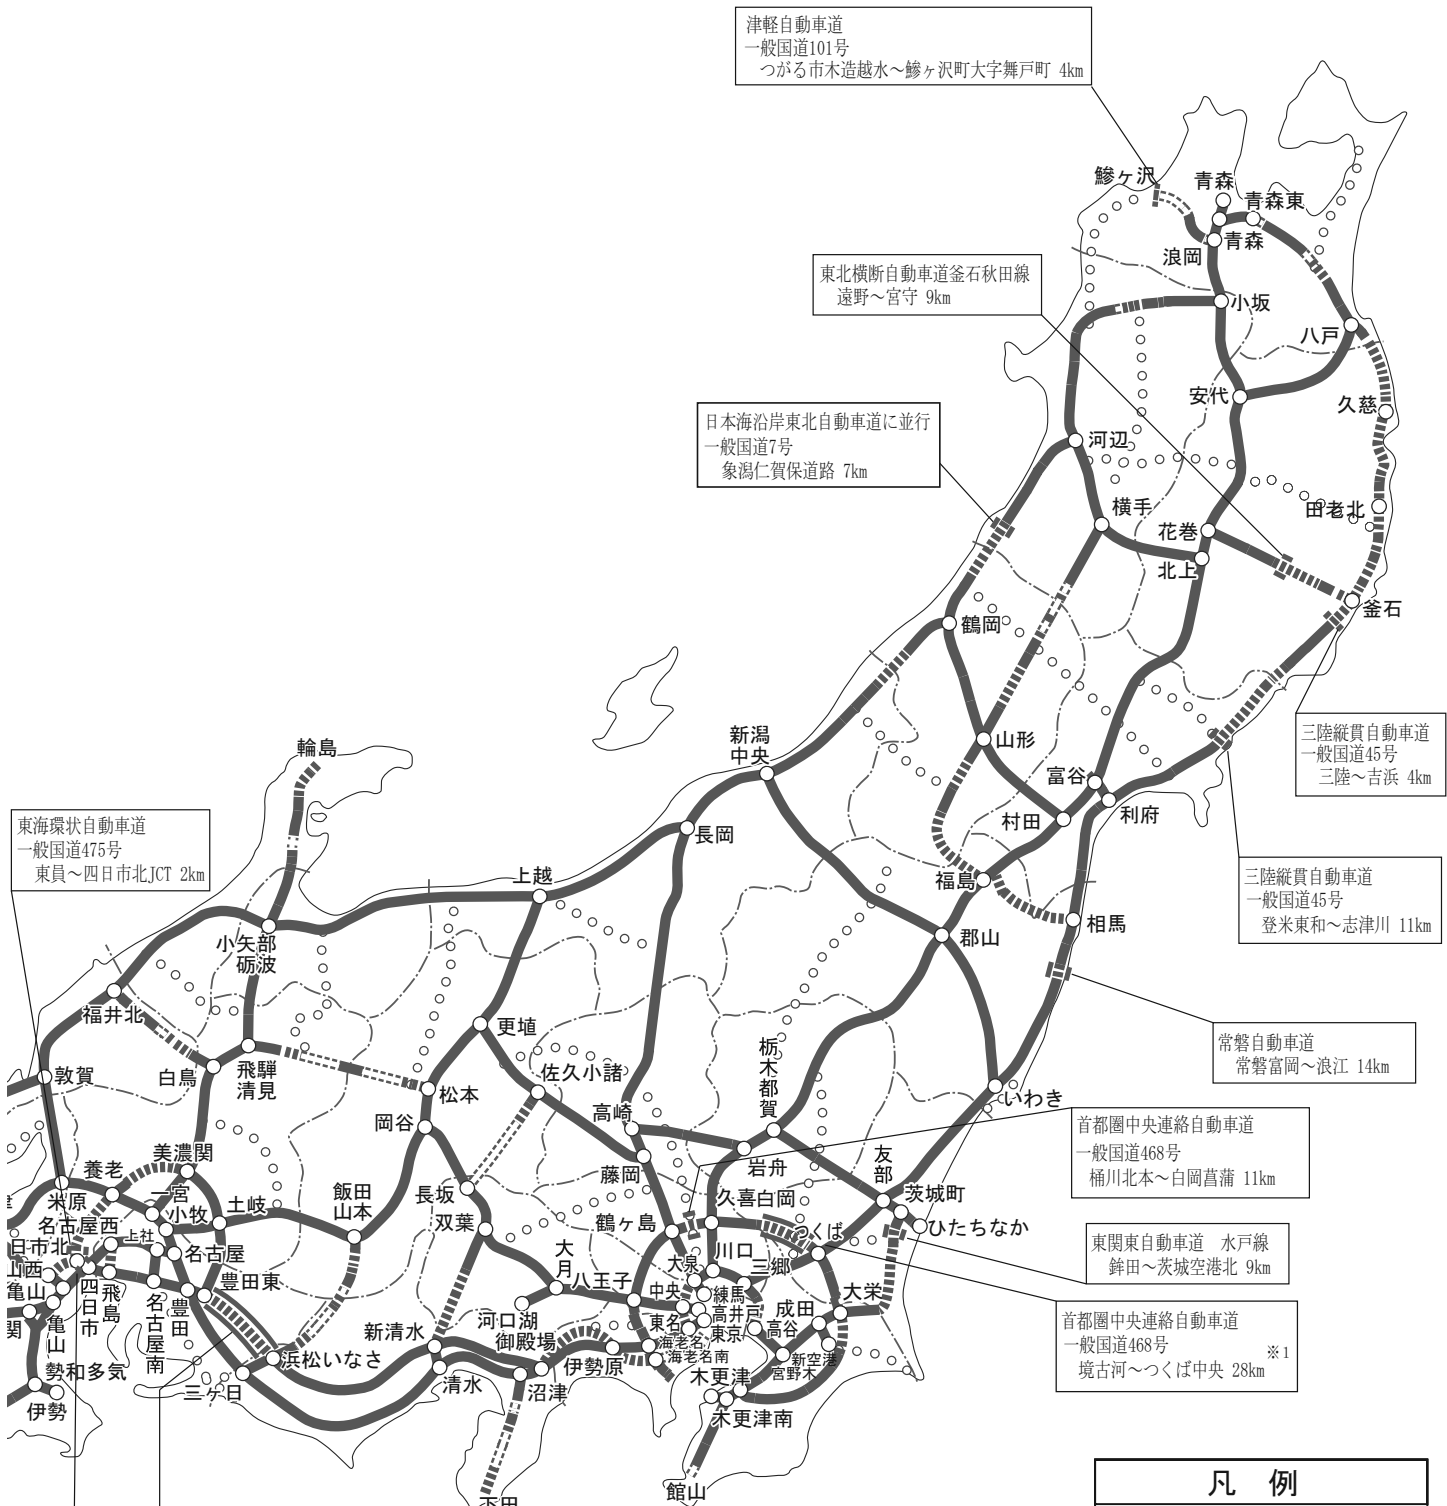 津軽自動車道
一般国道101号
つがる市木造越水～鰺ヶ沢町大字舞戸町 4km
東北横断自動車道釜石秋田線
遠野～宮守 9km
日本海沿岸東北自動車道に並行
一般国道7号
象潟仁賀保道路 7km
鰺ヶ沢
青森
青森東
青森
浪岡
小坂
八戸
安代
久慈
河辺
横手
花巻
田老北
北上
釜石
鶴岡
三陸縦貫自動車道
一般国道45号
三陸～吉浜 4km
新潟
中央
山形
富谷
利府
村田
長岡
輪島
東海環状自動車道
一般国道475号
東員～四日市北JCT 2km
三陸縦貫自動車道
一般国道45号
登米東和～志津川 11km
上越
福島
相馬
郡山
小矢部
砺波
福井北
常磐自動車道
常磐富岡～浪江 14km
更埴
佐久小諸
栃木都賀
敦賀
白鳥
飛騨
清見
松本
岡谷
高崎
いわき
首都圏中央連絡自動車道
一般国道468号
桶川北本～白岡菖蒲 11km
美濃関
養老
米原
一宮
小牧
土岐
飯田
山本
長坂
双葉
藤岡
岩舟
友部
茨城町
ひたちなか
久喜白岡
つくば
鶴ヶ島
名古屋西
上社
名古屋
日市北
山西
亀山
関
亀山
四日市
飛島
名古屋南
豊田
豊田東
東関東自動車道 水戸線
鉾田～茨城空港北 9km
大月
八王子
大泉
川口
三郷
中央
練馬
高井戸
東名
東京
成田
高谷
大栄
首都圏中央連絡自動車道
一般国道468号
境古河～つくば中央 28km
※1
河口湖
御殿場
新清水
伊勢原
海老名
海老名南
新空港
宮野木
勢和多気
伊勢
浜松いなさ
三ヶ日
清水
沼津
木更津
木更津南
館山
下田
凡例